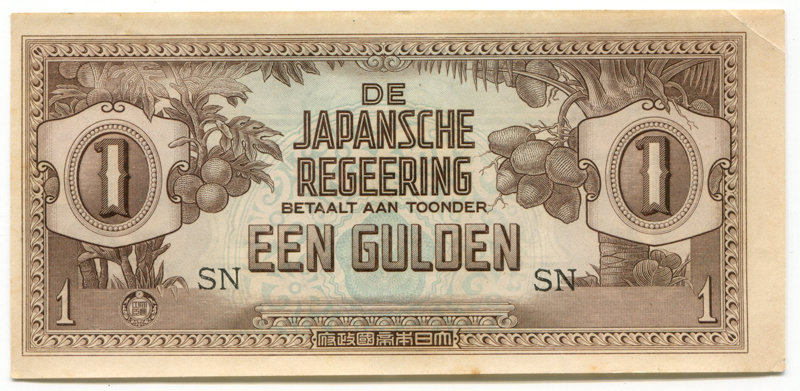 DE
JAPANSCHE
REGEERING
BETAALT AAN TOONDER
EEN GULDEN
1 1
SN SN
1 1
府政國帝本日大